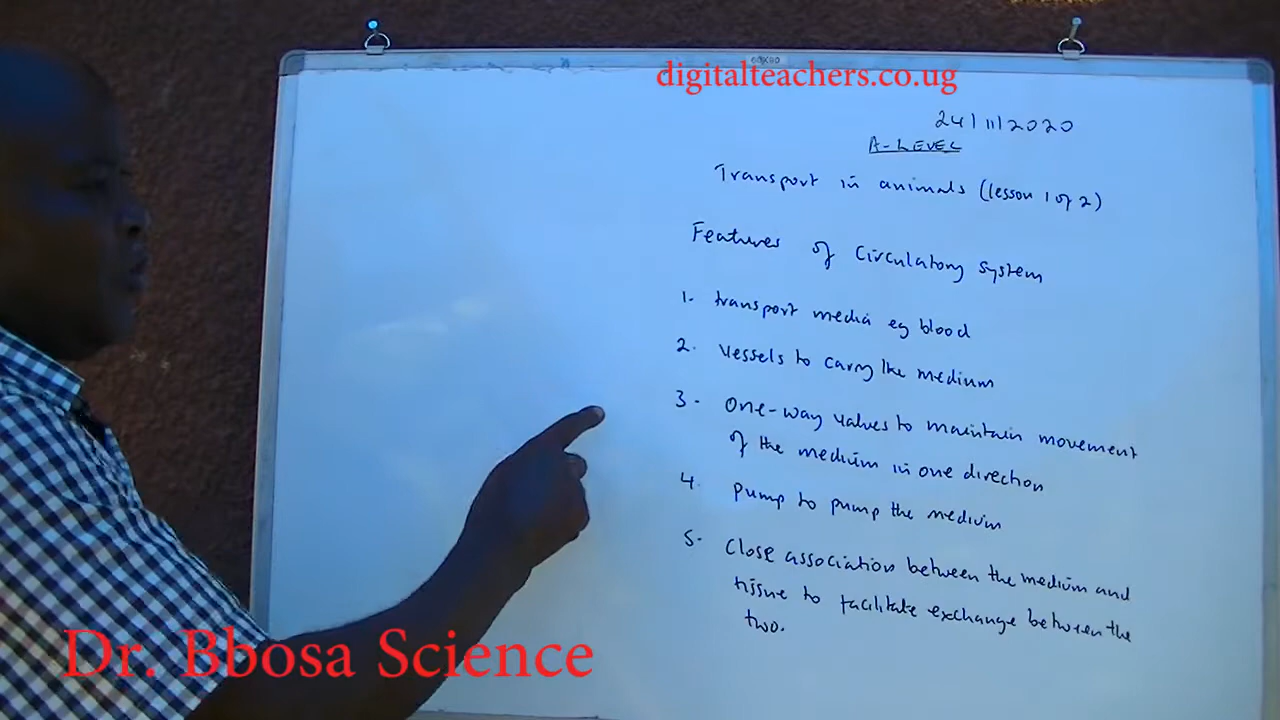 digitalteachers.co.ug
24/11/2020
A-LEVEL
Transport in animals (lesson 1 of 2)
Features of Circulatory system
1. transport media eg blood
2. vessels to carry the medium
3. One-way valves to maintain movement
of the medium in one direction
4. Pump to pump the medium
5. Close association between the medium and
tissue to facilitate exchange between the
two.
Dr. Bbosa Science